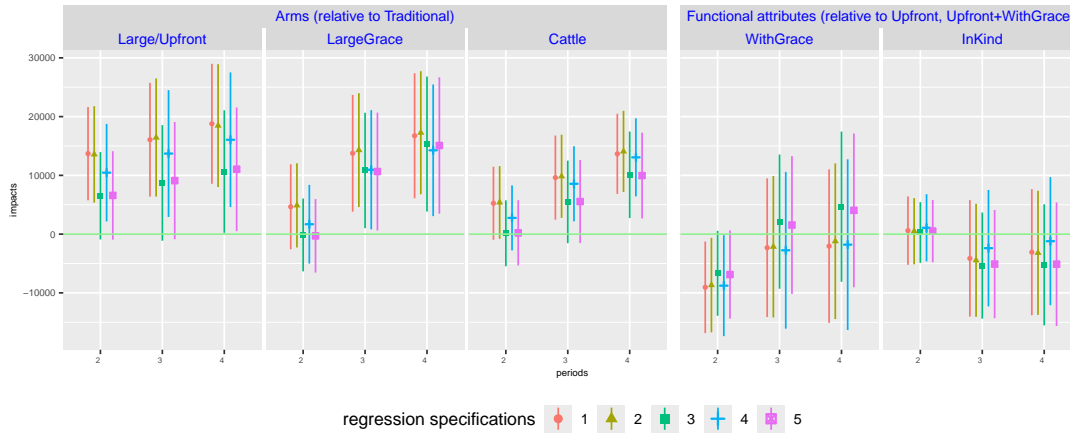 Arms (relative to Traditional)
Functional attributes (relative to Upfront, Upfront+WithGrace
Large/Upfront
LargeGrace
Cattle
WithGrace
InKind
30000
20000
10000
0
−10000
impacts
2
3
4
2
3
4
2
3
4
2
3
4
2
3
4
periods
regression specifications
1
2
3
4
5